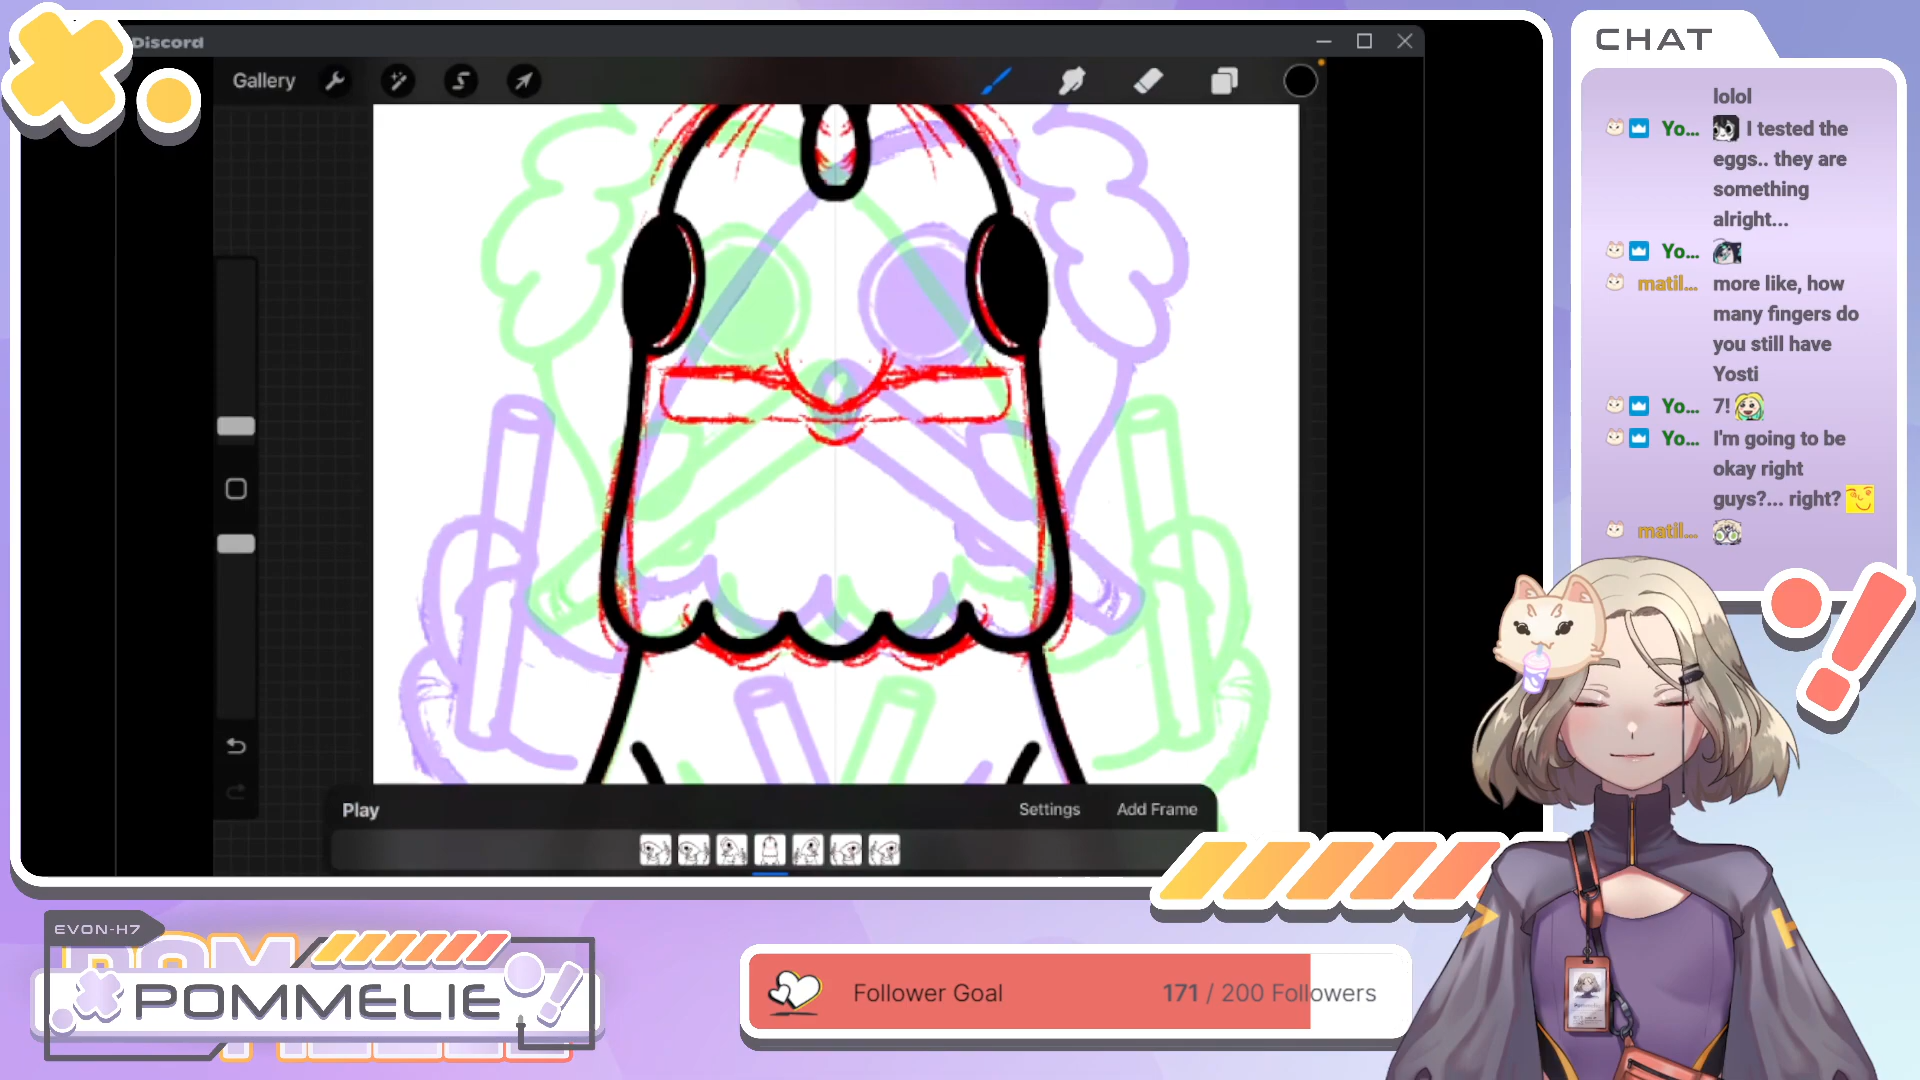 Discord
Gallery
Play
Settings
Add Frame
CHAT
lolol
Yo... I tested the
eggs.. they are
something
alright...
Yo...
matil... more like, how
many fingers do
you still have
Yosti
Yo... 7!
Yo... I'm going to be
okay right
guys?... right?
matil...
EVON-H7
POMMELIE
Follower Goal
171 / 200 Followers